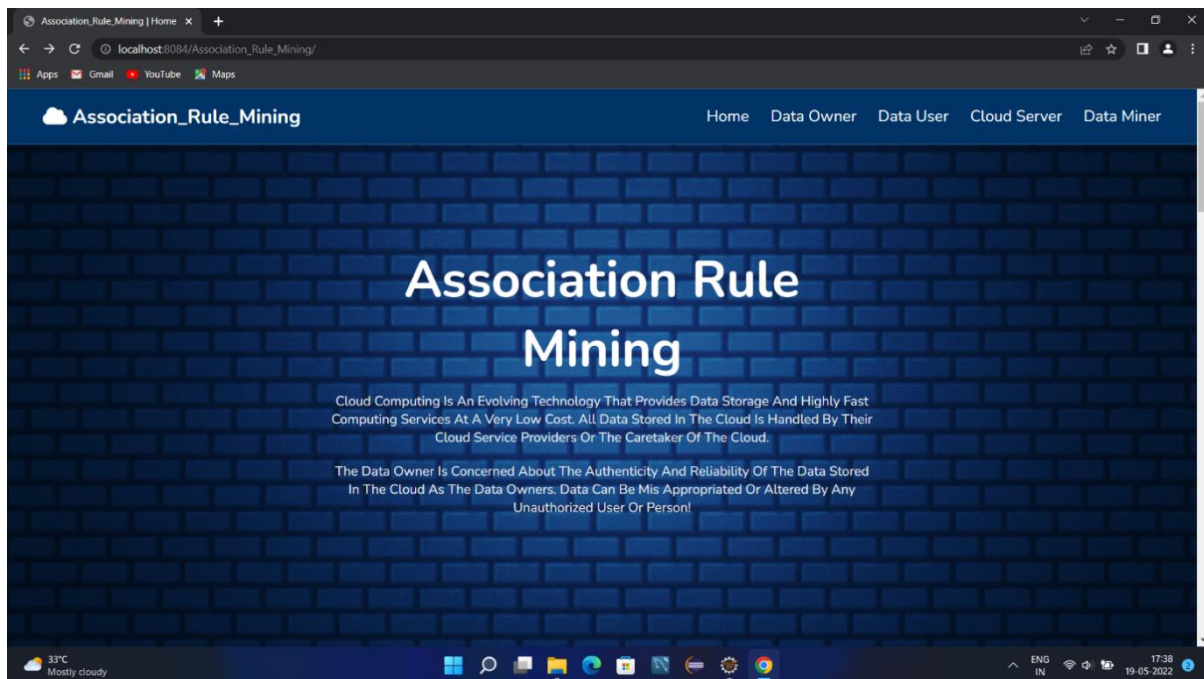 Association_Rule_Mining | Home
localhost:8084/Association_Rule_Mining/
Apps Gmail YouTube Maps
Association_Rule_Mining Home Data Owner Data User Cloud Server Data Miner
Association Rule
Mining
Cloud Computing Is An Evolving Technology That Provides Data Storage And Highly Fast
Computing Services At A Very Low Cost. All Data Stored In The Cloud Is Handled By Their
Cloud Service Providers Or The Caretaker Of The Cloud.
The Data Owner Is Concerned About The Authenticity And Reliability Of The Data Stored
In The Cloud As The Data Owners. Data Can Be Mis Appropriated Or Altered By Any
Unauthorized User Or Person!
33°C
Mostly cloudy
ENG
IN
17:38
19-05-2022
2